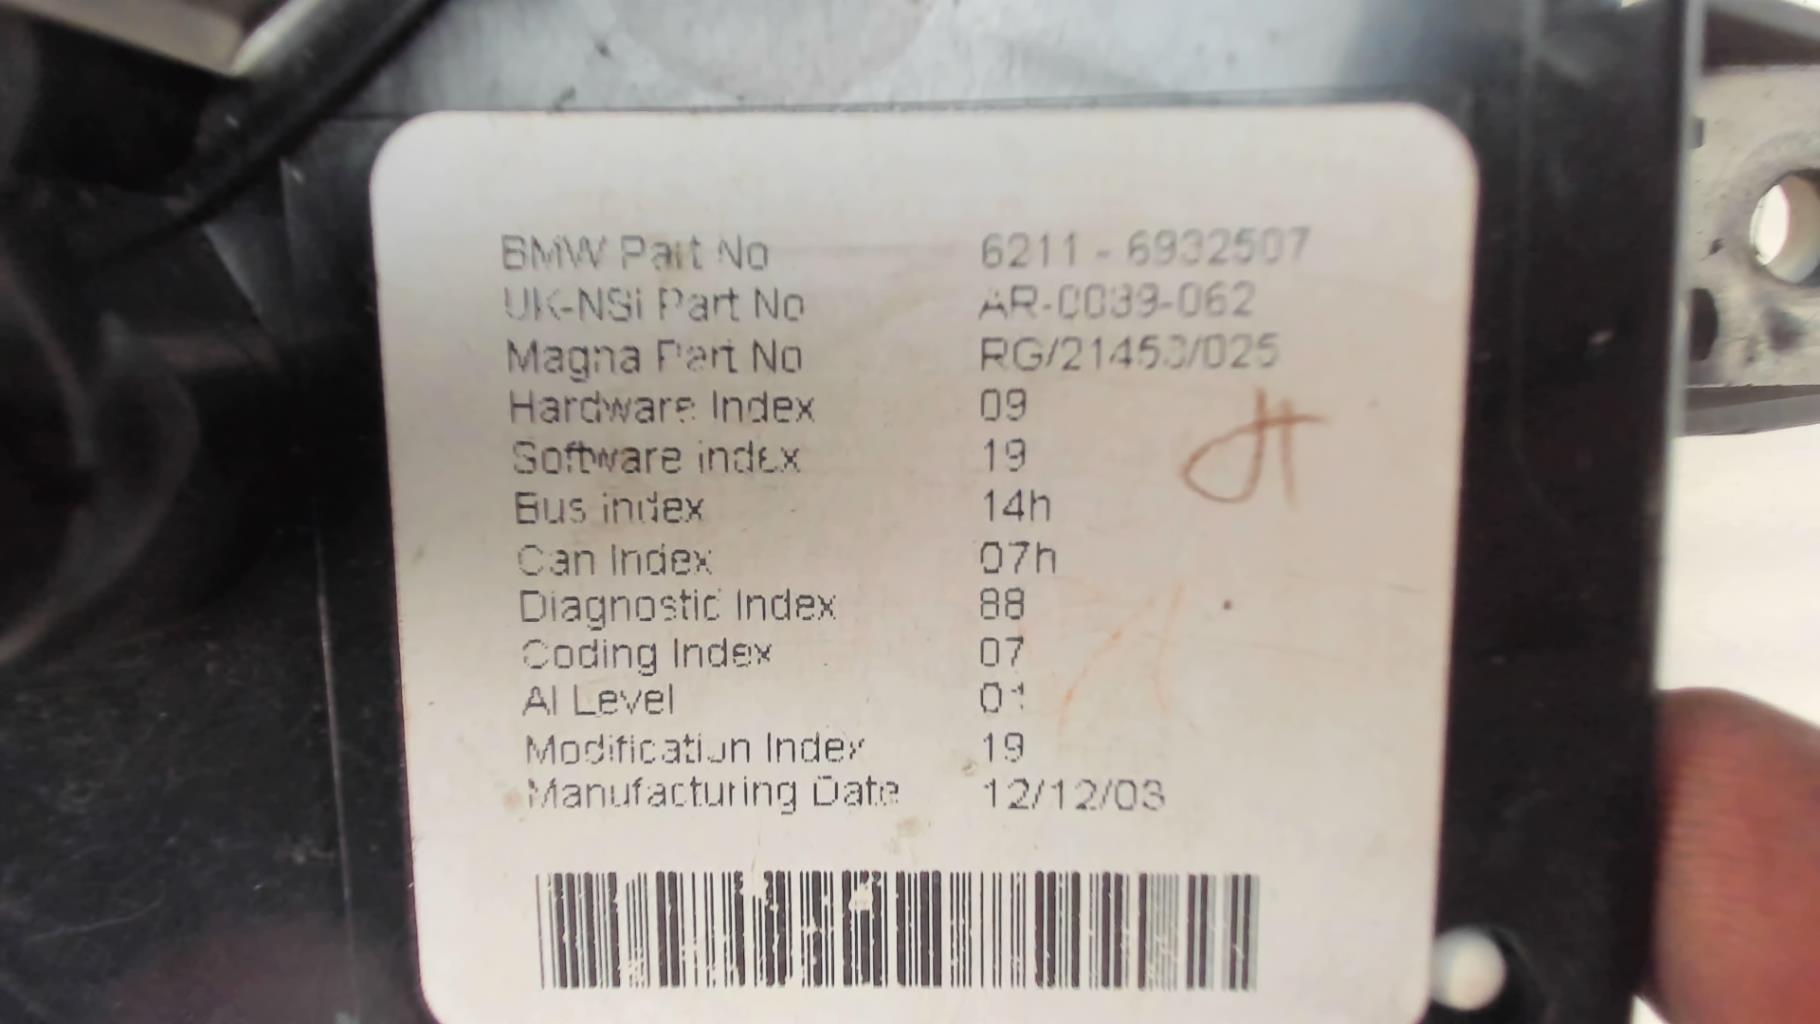 BMW Part No 6211 - 6932507
UK-NSI Part No AR-0039-062
Magna Part No RG/21453/025
Hardware Index 09
Software index 19
Bus index 14h
Can Index 07h
Diagnostic Index 88
Coding Index 07
AI Level 01
Modification Index 19
Manufacturing Date 12/12/03